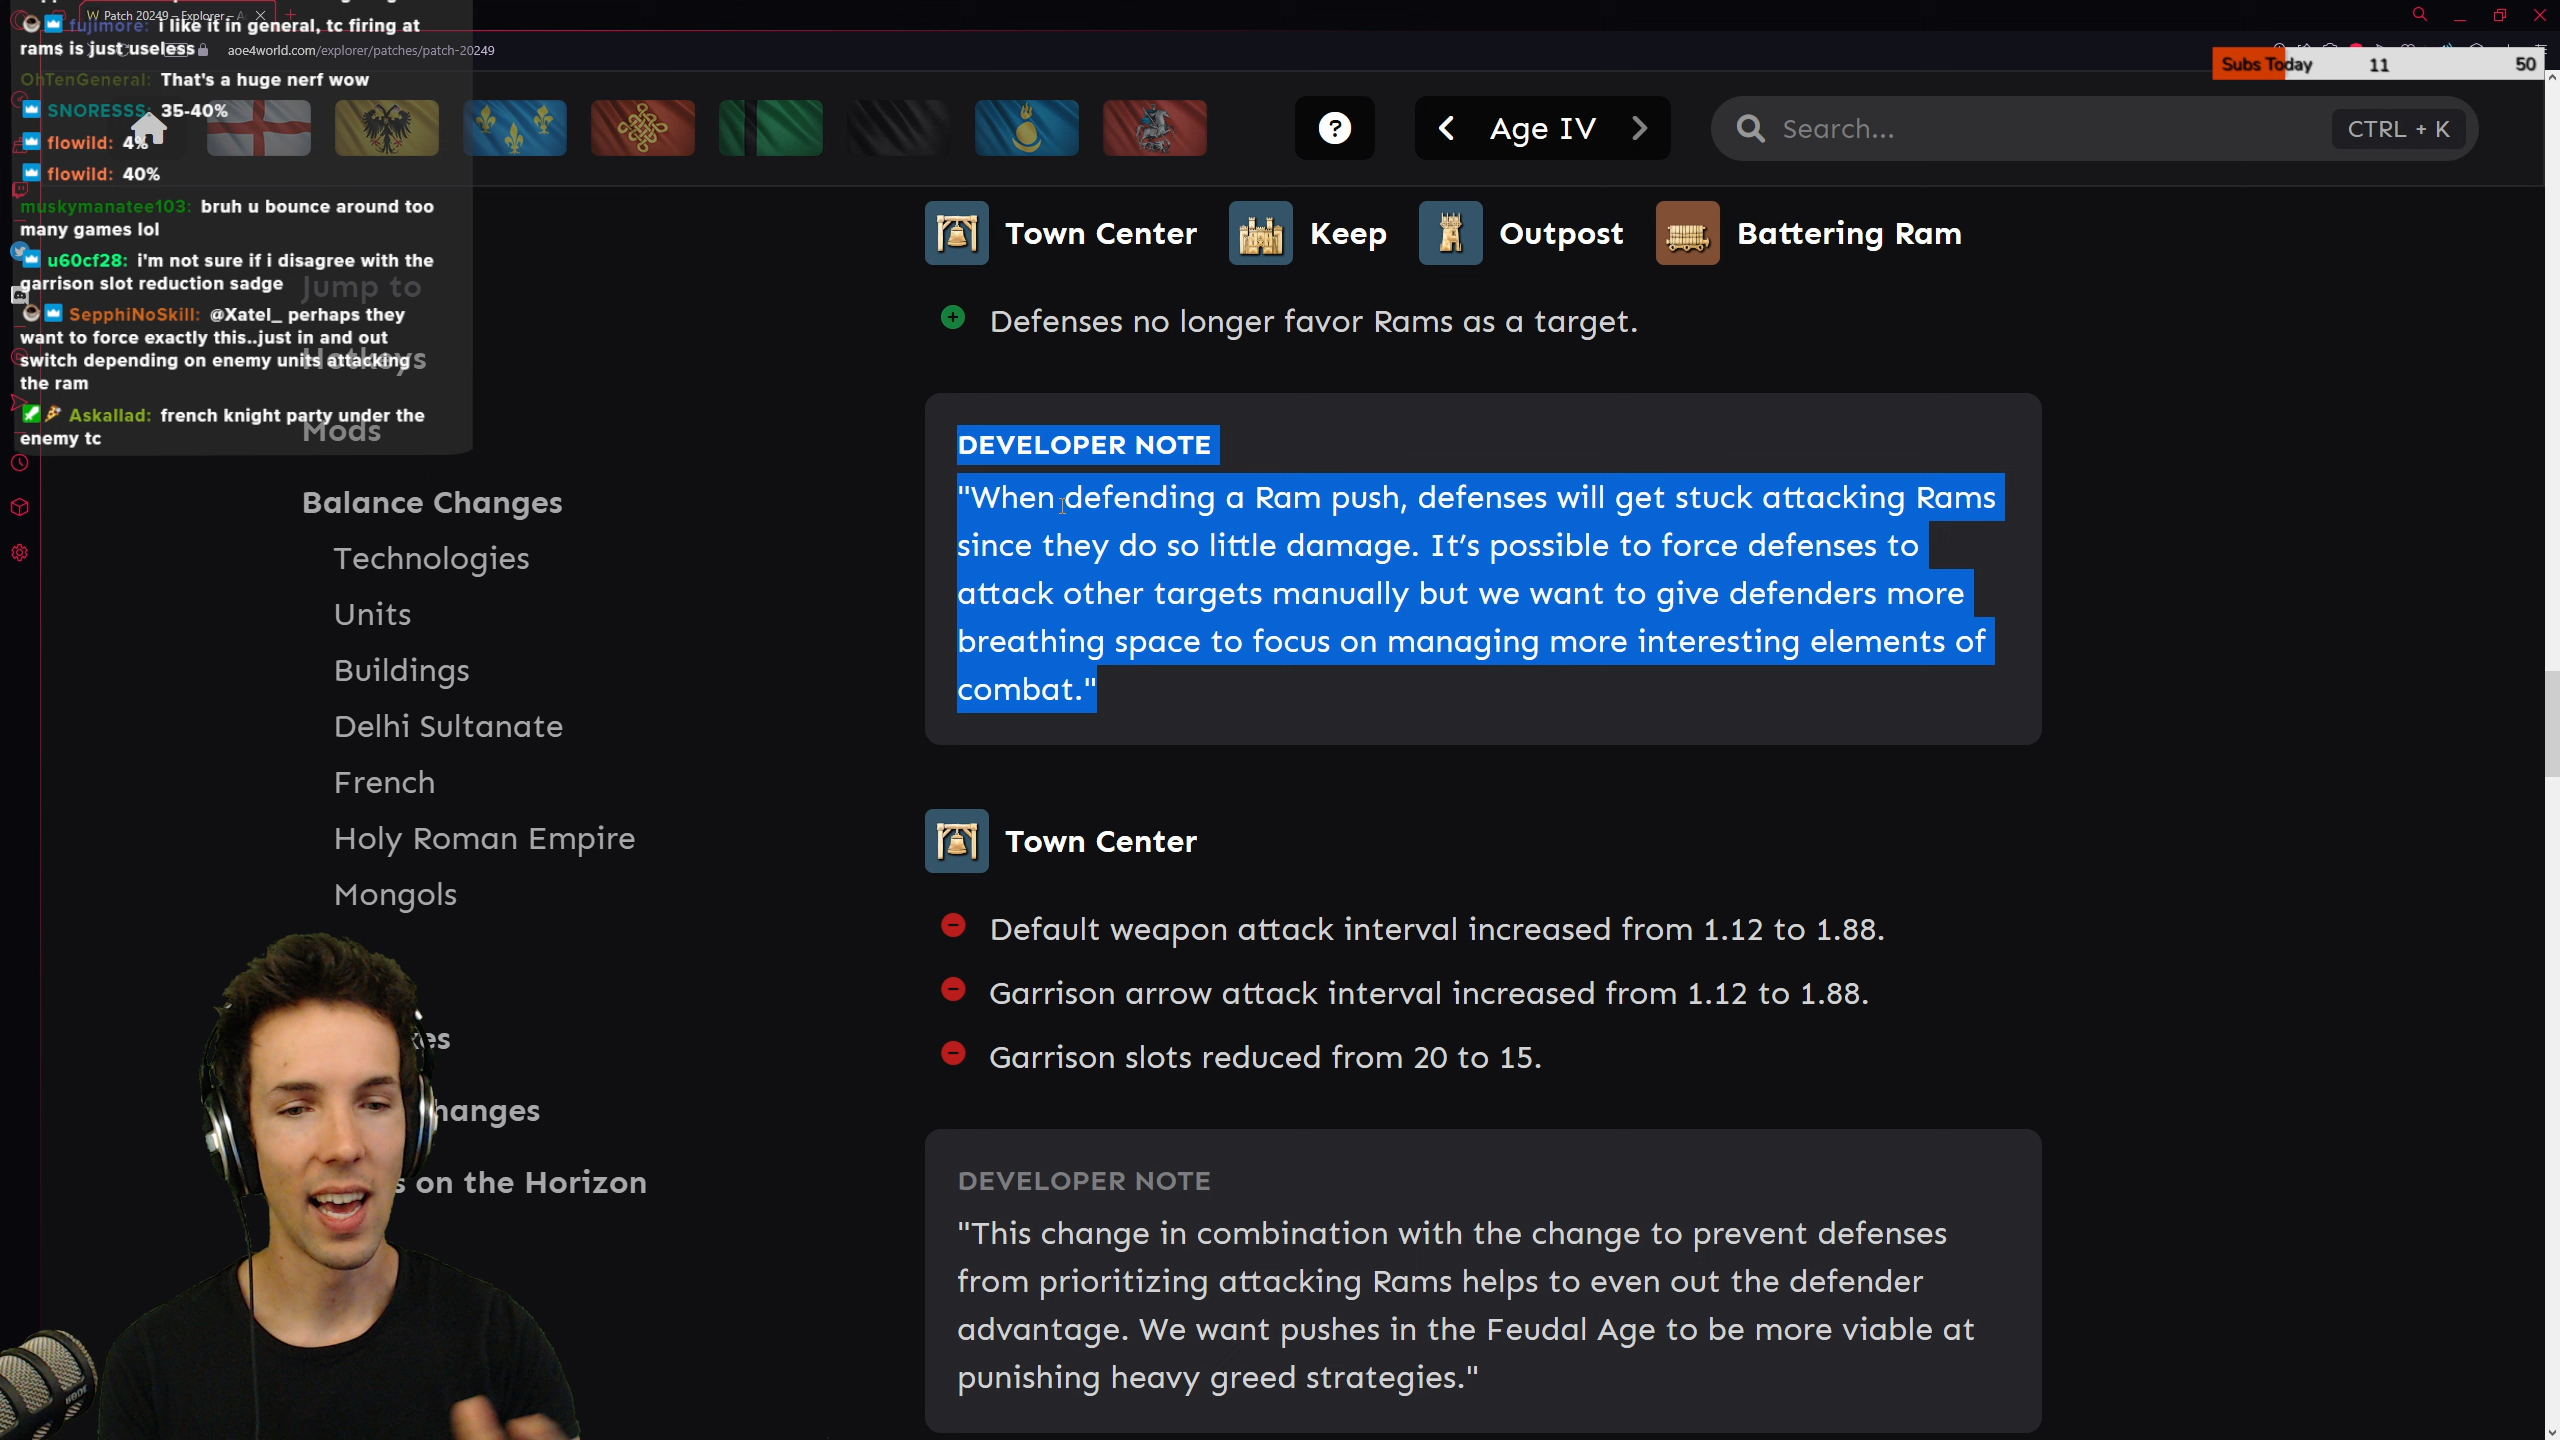 Patch 20249 – Explorer – A
aoe4world.com/explorer/patches/patch-20249
fujimore: i like it in general, tc firing at
rams is just useless
OhTenGeneral: That's a huge nerf wow
SNORESSS: 35-40%
flowild: 4%
flowild: 40%
muskymanatee103: bruh u bounce around too
many games lol
u60cf28: i'm not sure if i disagree with the
garrison slot reduction sadge
SepphiNoSkill: @Xatel_ perhaps they
want to force exactly this..just in and out
switch depending on enemy units attacking
the ram
Askallad: french knight party under the
enemy tc
Subs Today 11 50
? Age IV Search... CTRL + K
Jump to
Hotkeys
Mods
Balance Changes
Technologies
Units
Buildings
Delhi Sultanate
French
Holy Roman Empire
Mongols
on the Horizon
Town Center Keep Outpost Battering Ram
Defenses no longer favor Rams as a target.
DEVELOPER NOTE
"When defending a Ram push, defenses will get stuck attacking Rams
since they do so little damage. It’s possible to force defenses to
attack other targets manually but we want to give defenders more
breathing space to focus on managing more interesting elements of
combat."
Town Center
Default weapon attack interval increased from 1.12 to 1.88.
Garrison arrow attack interval increased from 1.12 to 1.88.
Garrison slots reduced from 20 to 15.
DEVELOPER NOTE
"This change in combination with the change to prevent defenses
from prioritizing attacking Rams helps to even out the defender
advantage. We want pushes in the Feudal Age to be more viable at
punishing heavy greed strategies."